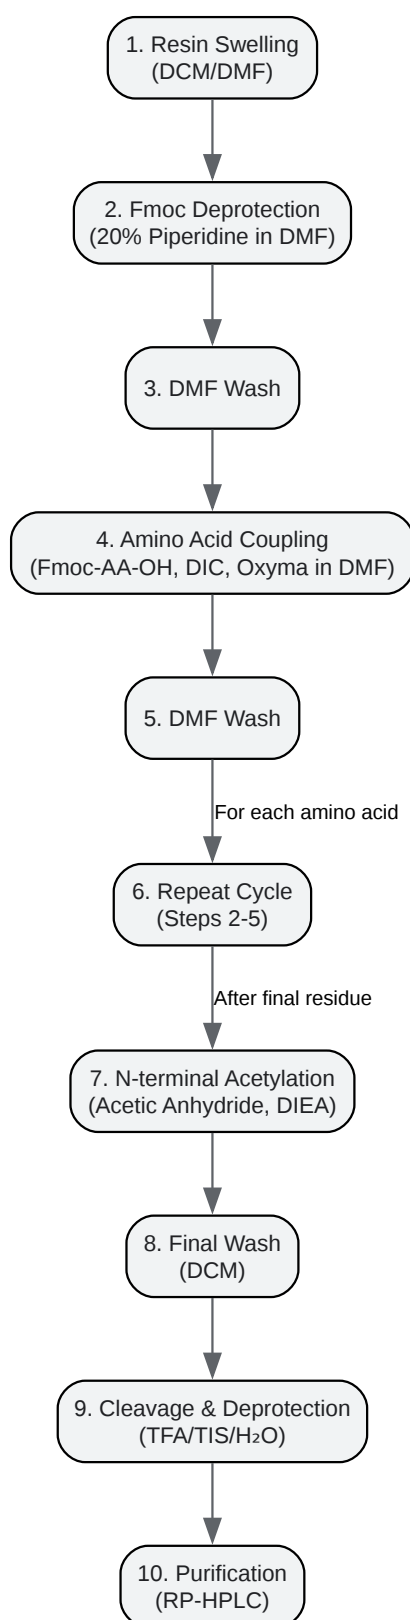 1. Resin Swelling
(DCM/DMF)
2. Fmoc Deprotection
(20% Piperidine in DMF)
3. DMF Wash
4. Amino Acid Coupling
(Fmoc-AA-OH, DIC, Oxyma in DMF)
5. DMF Wash
For each amino acid
6. Repeat Cycle
(Steps 2-5)
After final residue
7. N-terminal Acetylation
(Acetic Anhydride, DIEA)
8. Final Wash
(DCM)
9. Cleavage & Deprotection
(TFA/TIS/H₂O)
10. Purification
(RP-HPLC)